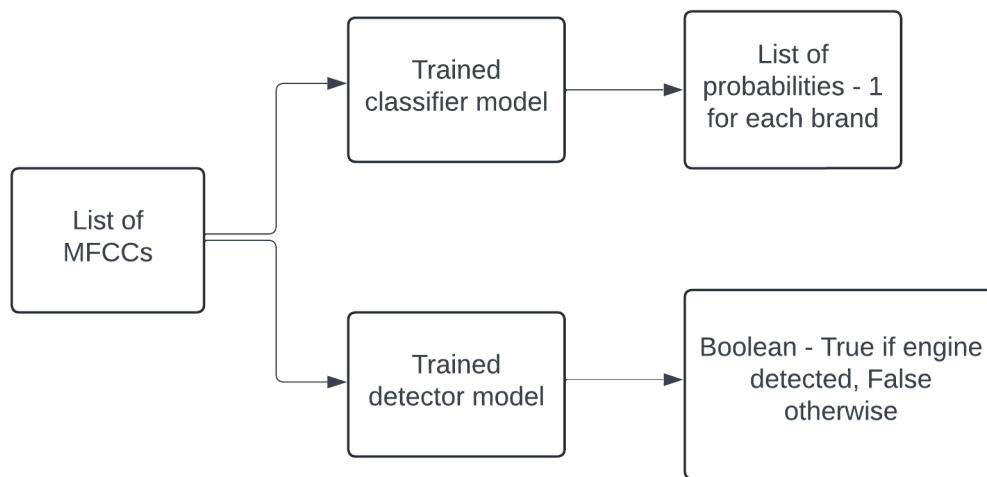 List of
MFCCs
Trained
classifier model
List of
probabilities - 1
for each brand
Trained
detector model
Boolean - True if engine
detected, False
otherwise